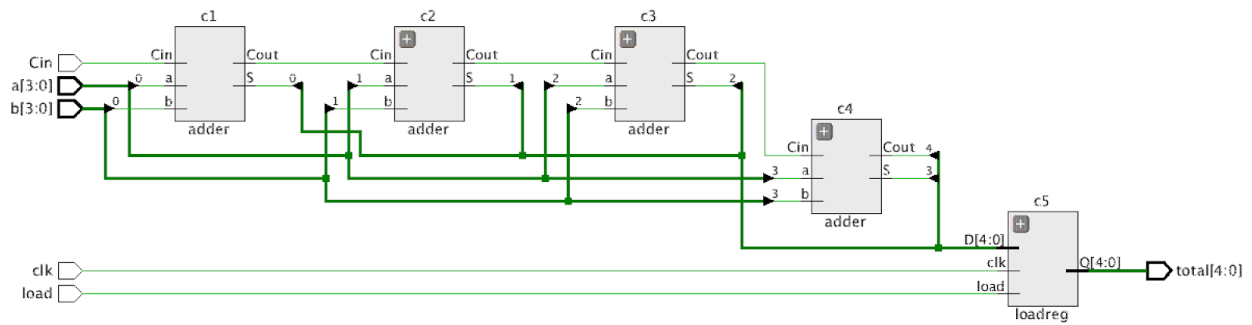 c1 c2 c3
Cin Cin Cout Cin Cout Cin Cout
a[3:0] 0 a S 0 1 a S 1 2 a S 2
b[3:0] 0 b 1 b 2 b
adder adder adder
c4
+ + +
Cin Cout 4
3 a S 3
3 b
adder
c5
+
D[4:0]
clk clk Q[4:0] total[4:0]
load load
loadreg